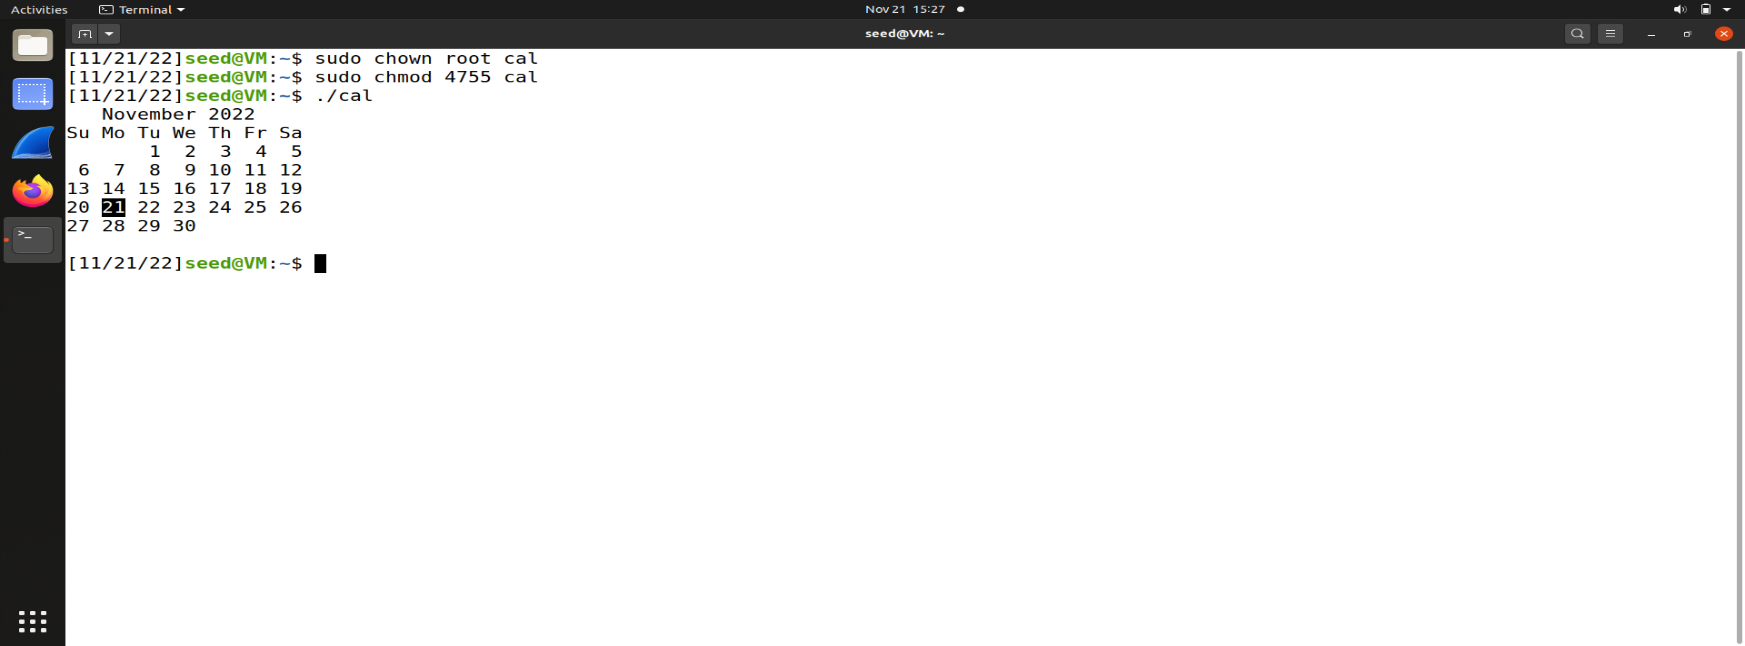 Activities Terminal Nov 21 15:27
seed@VM: ~
[11/21/22]seed@VM:~$ sudo chown root cal
[11/21/22]seed@VM:~$ sudo chmod 4755 cal
[11/21/22]seed@VM:~$ ./cal
   November 2022
Su Mo Tu We Th Fr Sa
       1  2  3  4  5
 6  7  8  9 10 11 12
13 14 15 16 17 18 19
20 21 22 23 24 25 26
27 28 29 30
[11/21/22]seed@VM:~$